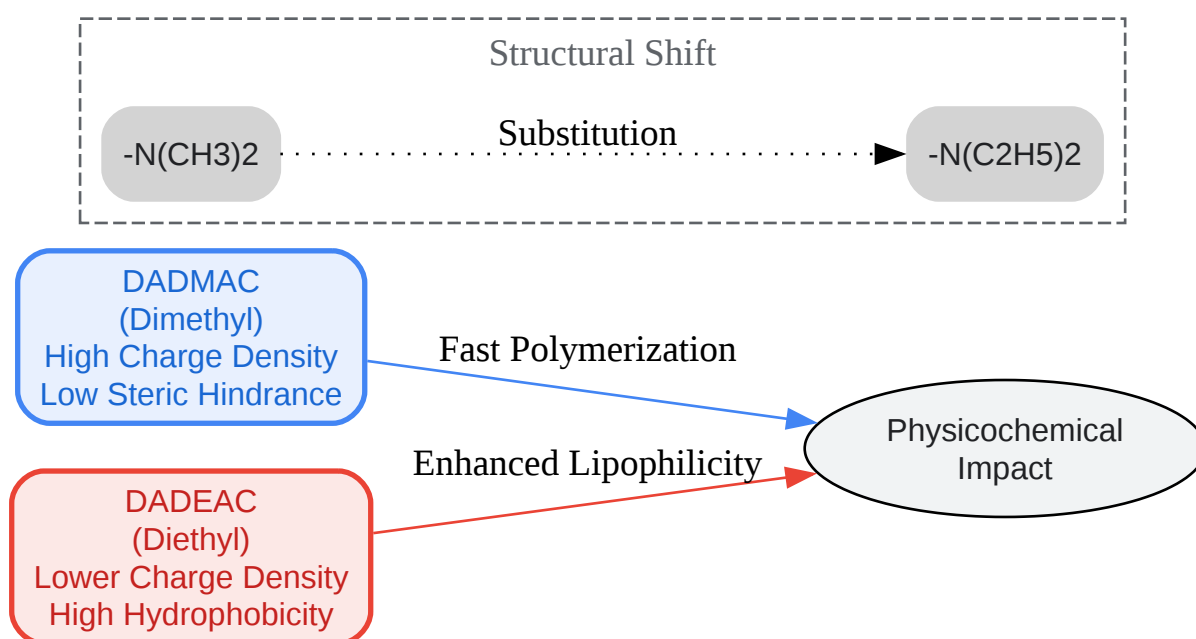 Structural Shift
-N(CH3)2
Substitution
-N(C2H5)2
DADMAC
(Dimethyl)
High Charge Density
Low Steric Hindrance
Fast Polymerization
Physicochemical
Impact
Enhanced Lipophilicity
DADEAC
(Diethyl)
Lower Charge Density
High Hydrophobicity